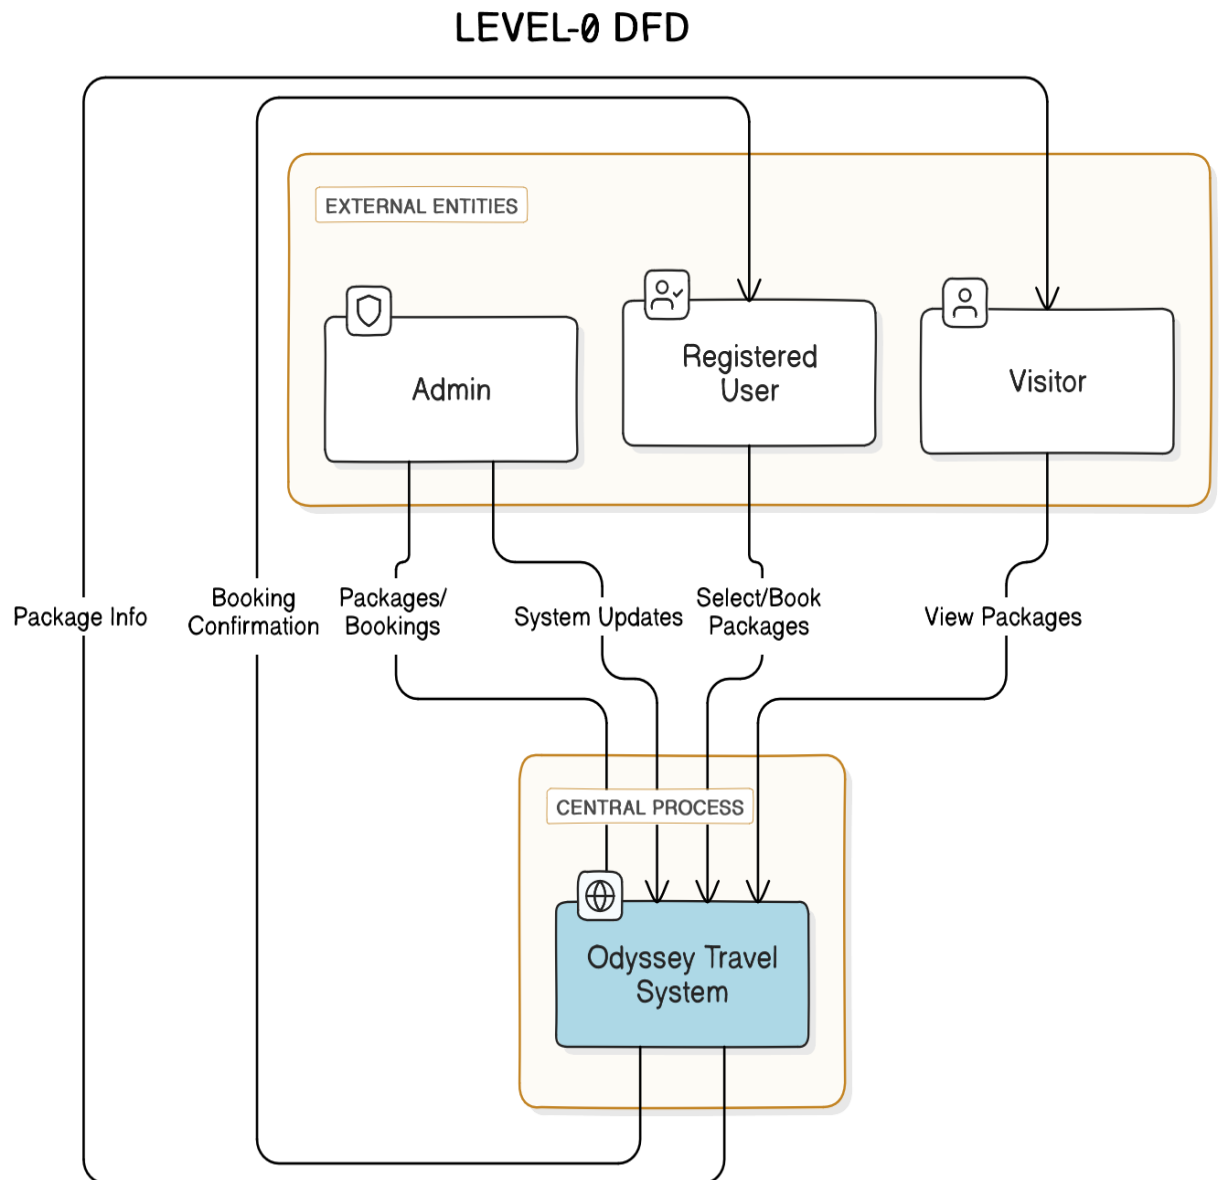 LEVEL-0 DFD
EXTERNAL ENTITIES
Admin
Registered
User
Visitor
Package Info
Booking
Confirmation
Packages/
Bookings
System Updates
Select/Book
Packages
View Packages
CENTRAL PROCESS
Odyssey Travel
System